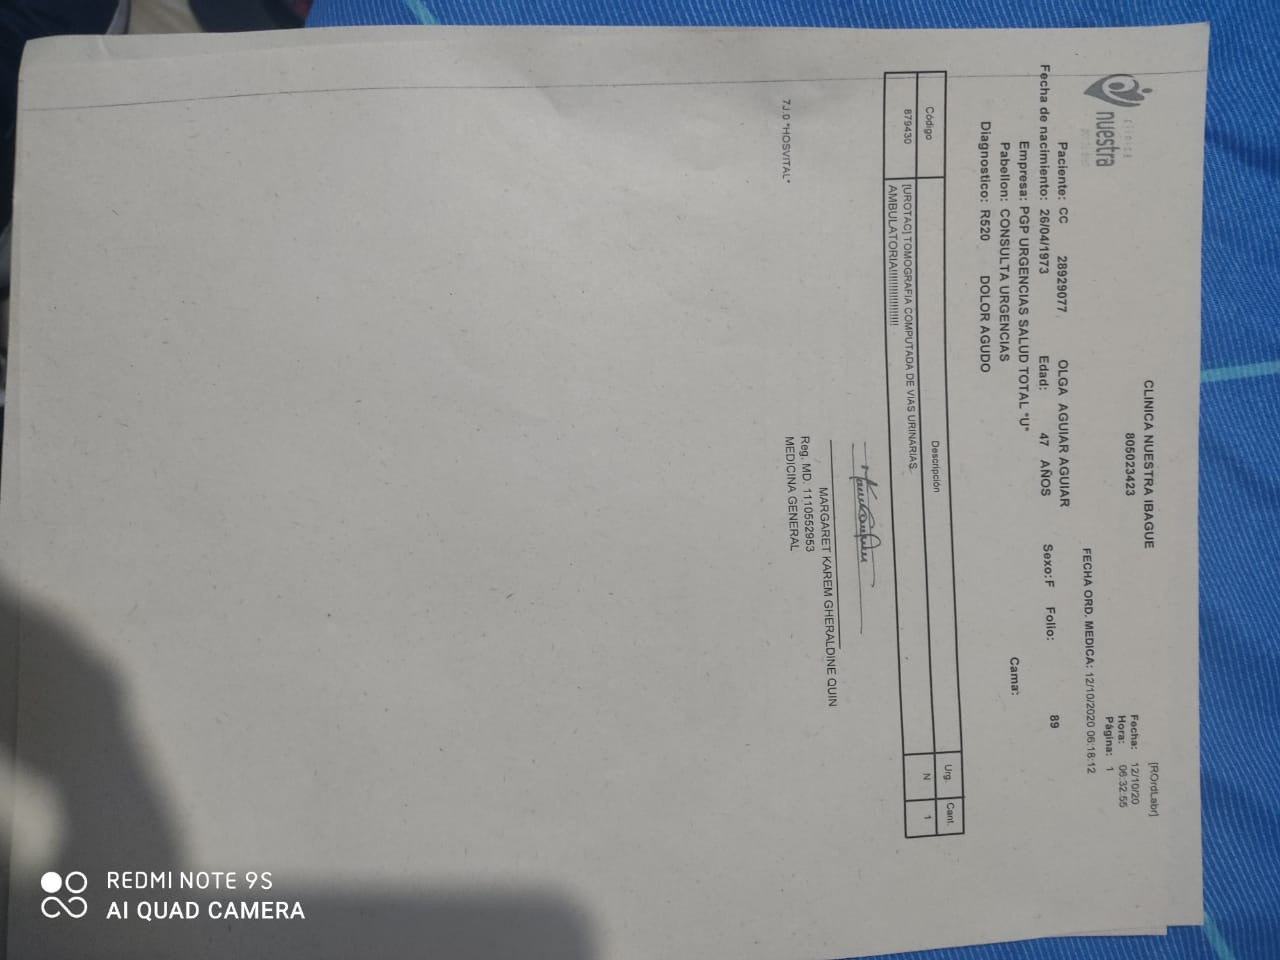 clínica
nuestra
CLINICA NUESTRA IBAGUE
805023423
[ROrdLabr]
Fecha: 12/10/20
Hora: 06:32:55
Página: 1
FECHA ORD. MEDICA: 12/10/2020 06:18:12
Paciente: CC 28929077 OLGA AGUIAR AGUIAR
Fecha de nacimiento: 26/04/1973 Edad: 47 AÑOS Sexo:F Folio: 89
Empresa: PGP URGENCIAS SALUD TOTAL "U"
Pabellon: CONSULTA URGENCIAS Cama:
Diagnostico: R520 DOLOR AGUDO
Código Descripción Urg. Cant.
879430 [UROTAC] TOMOGRAFIA COMPUTADA DE VIAS URINARIAS. N 1
AMBULATORIA!!!!!!!!!!!!!!!!!!!
MARGARET KAREM GHERALDINE QUIN
Reg. MD. 1110552953
MEDICINA GENERAL
7J.0 *HOSVITAL*
REDMI NOTE 9S
AI QUAD CAMERA